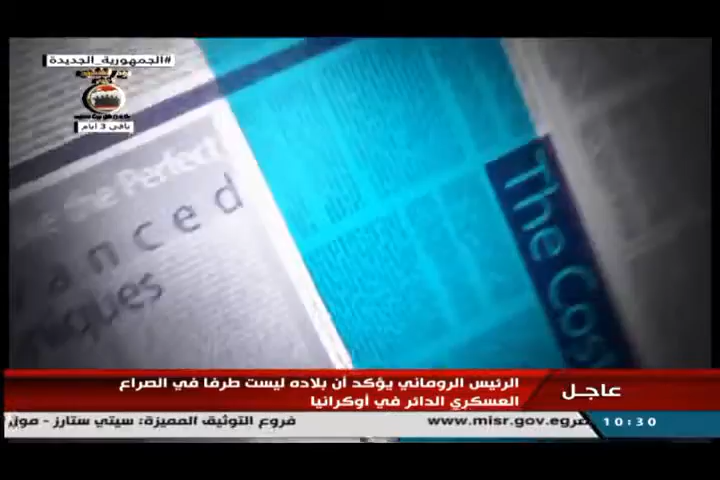 #الجمهورية_الجديدة
باقى 3 أيام
the Perfect
anced
niques
The Cos
عاجل
الرئيس الروماني يؤكد أن بلاده ليست طرفا في الصراع
العسكري الدائر في أوكرانيا
فروع التوثيق المميزة: سيتي ستارز - مول
www.misr.gov.eg
10:30